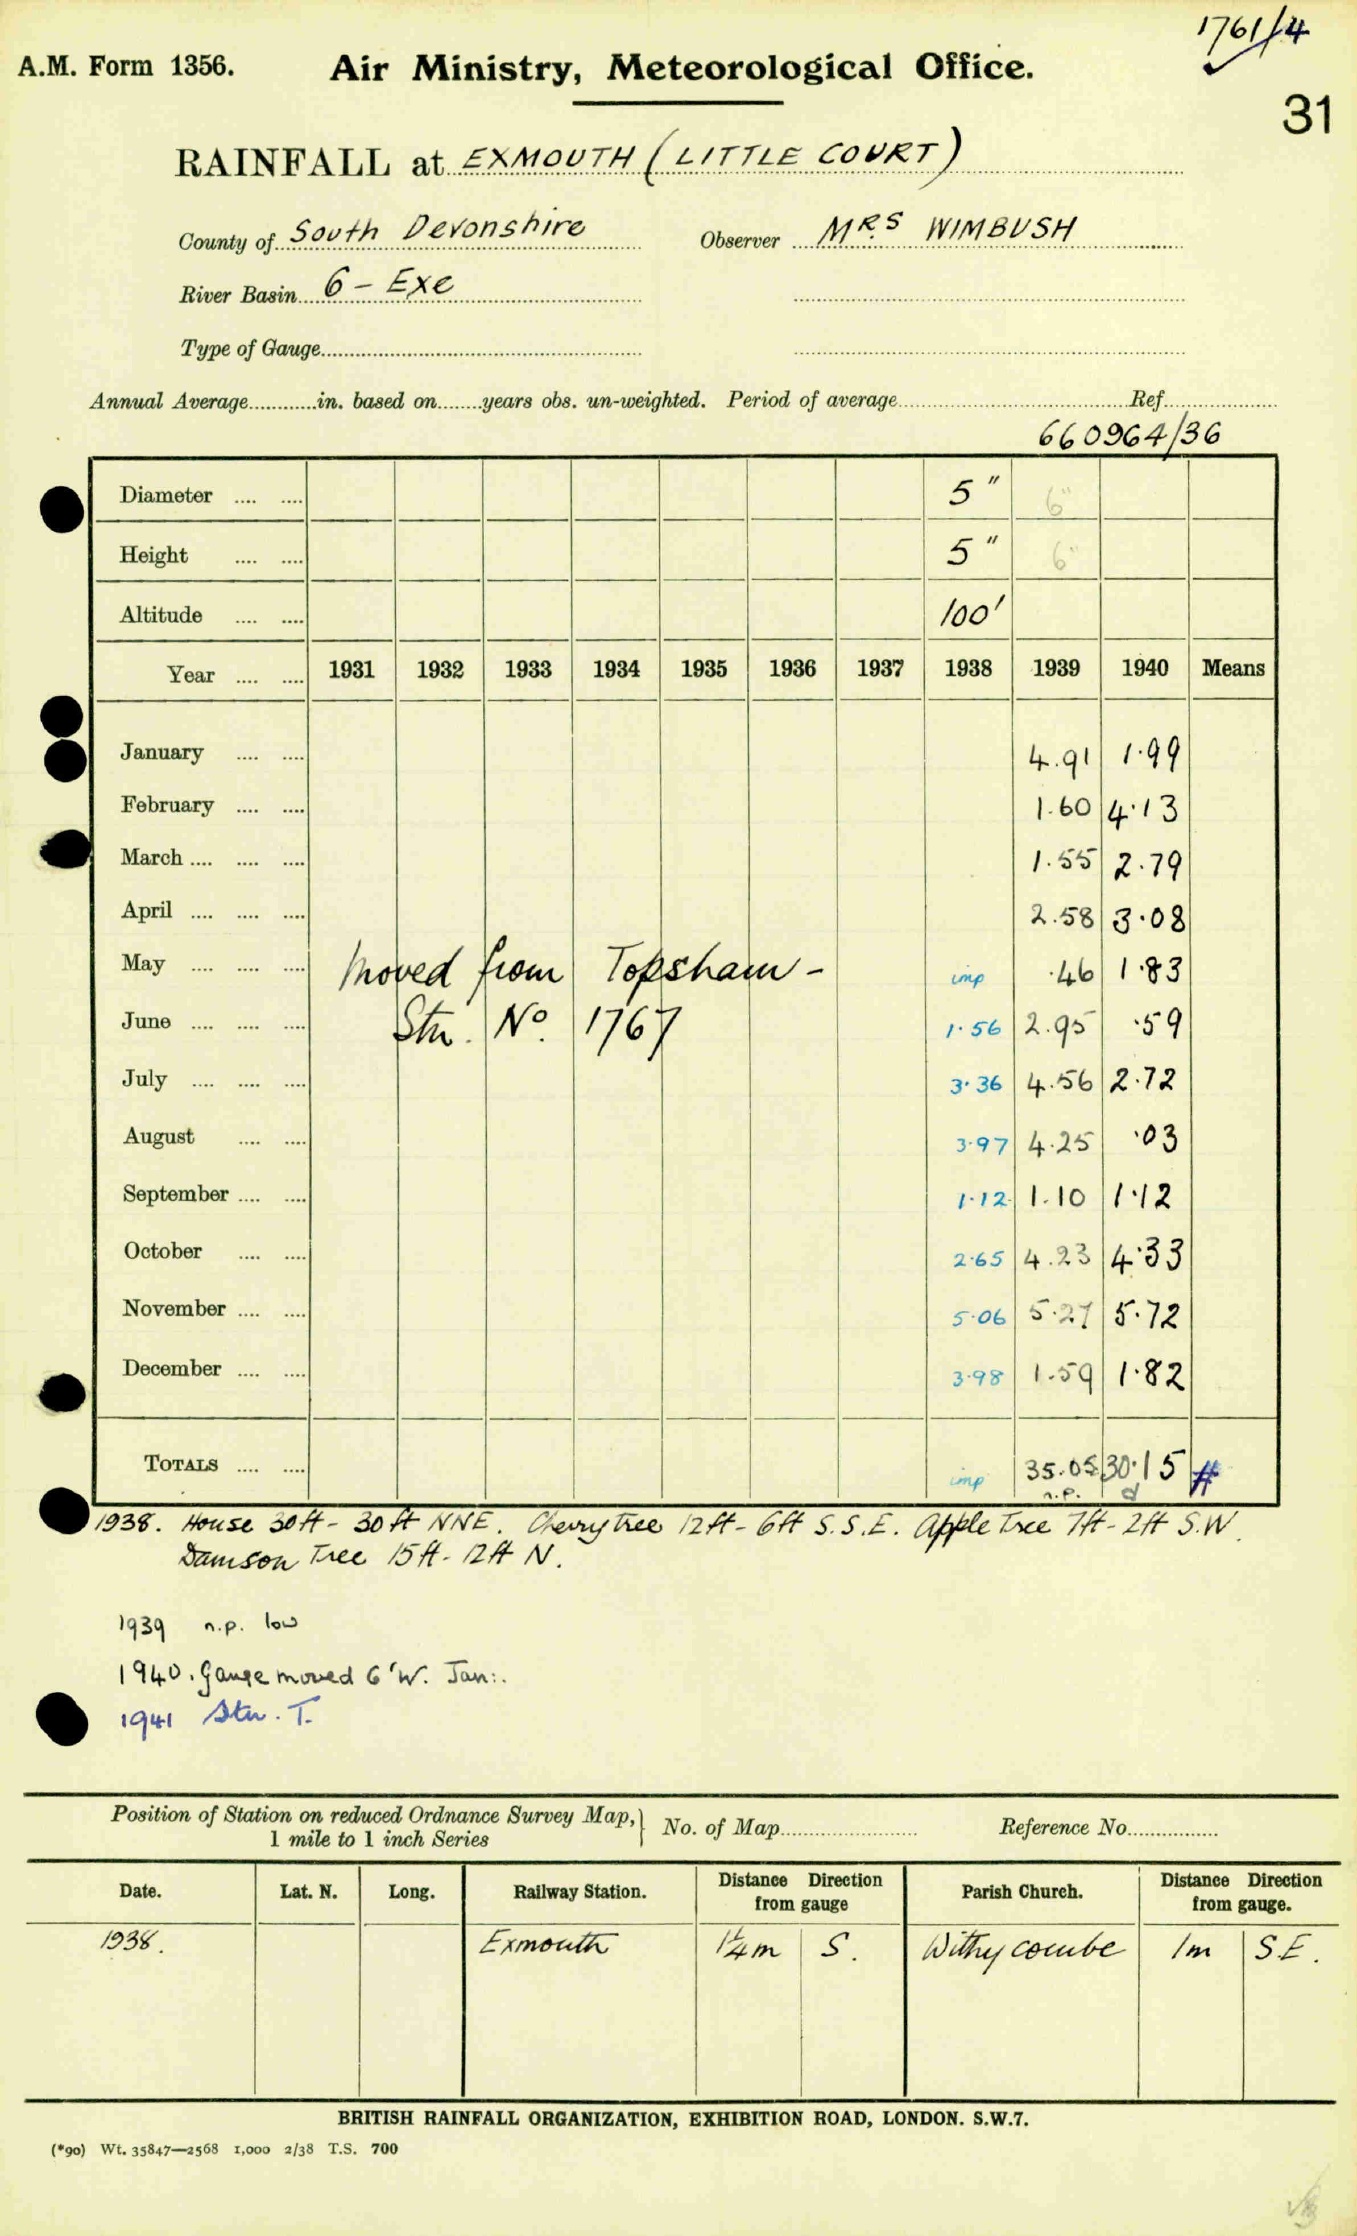 1761/4
A.M. Form 1356. Air Ministry, Meteorological Office.
31
RAINFALL at EXMOUTH (LITTLE COURT)
County of South Devonshire Observer MRS WIMBUSH
River Basin 6 - Exe
Type of Gauge
Annual Average............in. based on........years obs. un-weighted. Period of average Ref.
660964/36
Diameter .... .... 5" 6"
Height .... .... 5" 6"
Altitude .... .... 100'
Year .... .... 1931 1932 1933 1934 1935 1936 1937 1938 1939 1940 Means
January .... .... 4.91 1.99
February .... .... 1.60 4.13
March .... .... .... 1.55 2.79
April .... .... .... 2.58 3.08
May .... .... .... Moved from Topsham - imp .46 1.83
June .... .... .... Stn. No. 1767 1.56 2.95 .59
July .... .... .... 3.36 4.56 2.72
August .... .... 3.97 4.25 .03
September .... .... 1.12 1.10 1.12
October .... .... 2.65 4.23 4.33
November .... .... 5.06 5.27 5.72
December .... .... 3.98 1.59 1.82
TOTALS .... .... imp 35.05 30.15 #
n.p. d
1938. House 30ft - 30ft NNE. Cherry tree 12ft - 6ft S.S.E. Apple Tree 7ft - 2ft S.W.
Damson Tree 15ft - 12ft N.
1939 n.p. low
1940. Gauge moved 6' W. Jan:.
1941 Stn. T.
Position of Station on reduced Ordnance Survey Map, } No. of Map Reference No.
1 mile to 1 inch Series
Date. Lat. N. Long. Railway Station. Distance Direction from gauge Parish Church. Distance Direction from gauge.
1938. Exmouth 1¼m S. Withycombe 1m S.E.
BRITISH RAINFALL ORGANIZATION, EXHIBITION ROAD, LONDON. S.W.7.
(*90) Wt. 35847—2568 1,000 2/38 T.S. 700